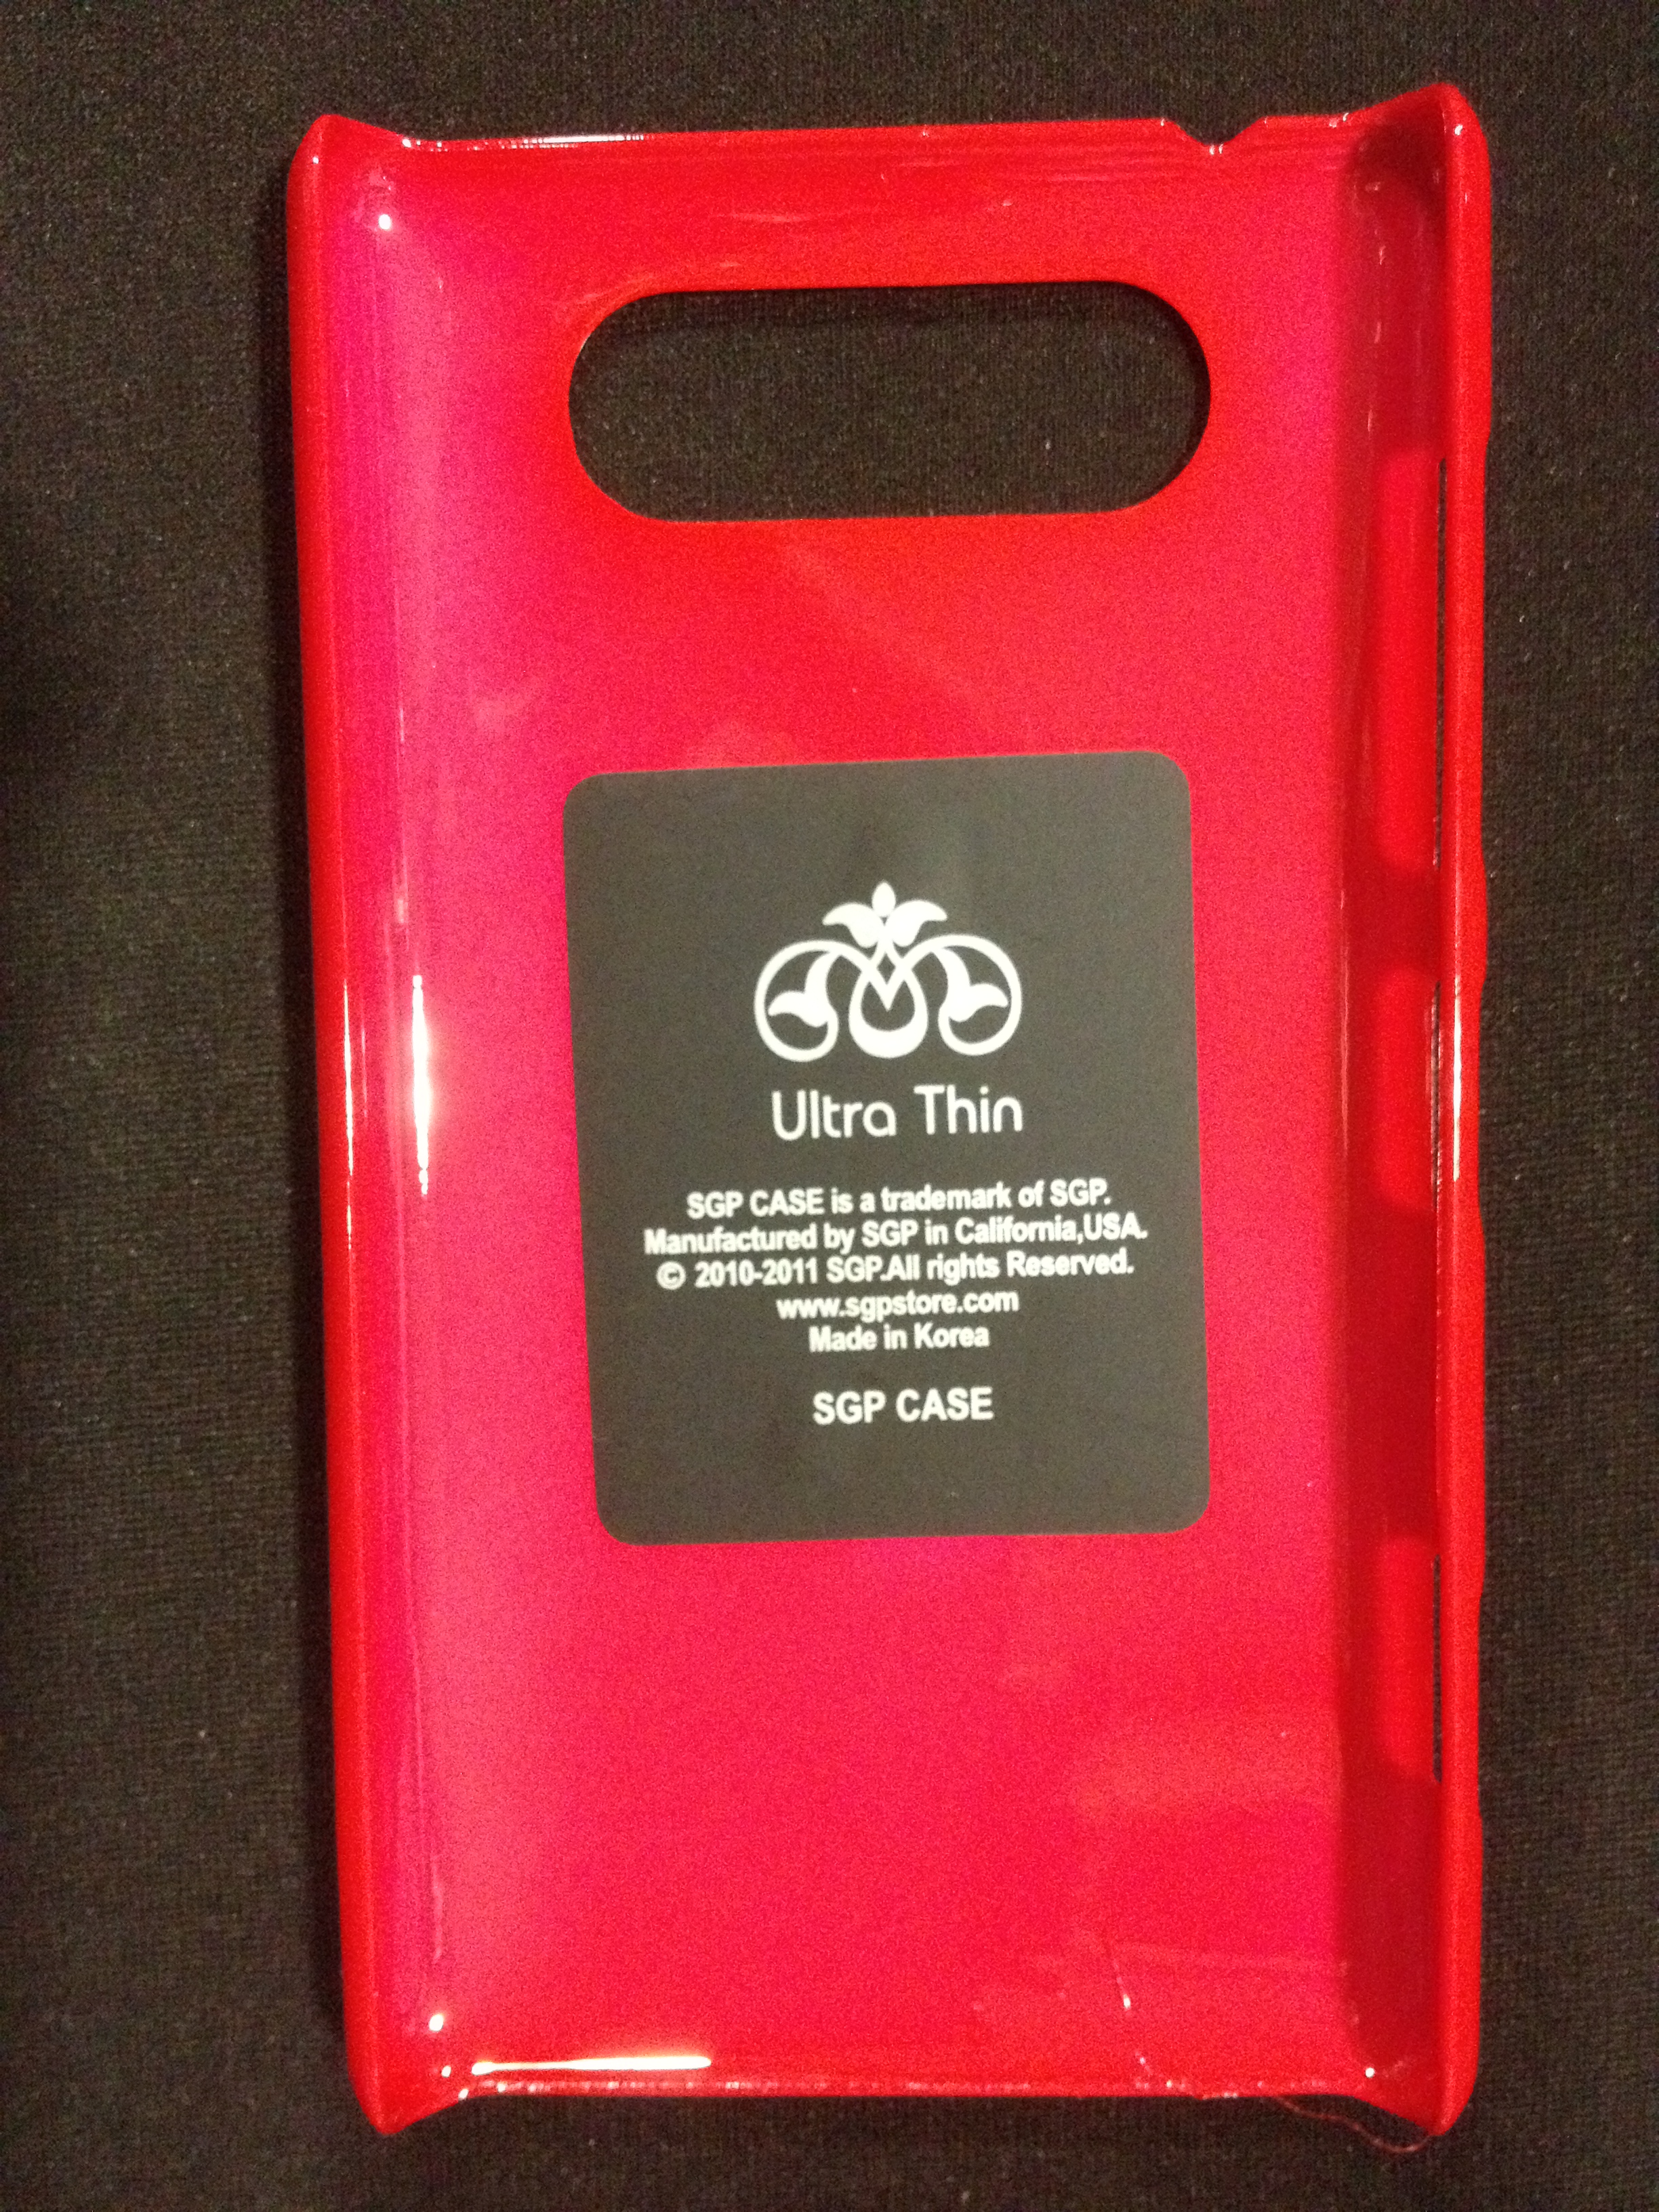 Ultra Thin
SGP CASE is a trademark of SGP.
Manufactured by SGP in California,USA.
© 2010-2011 SGP.All rights Reserved.
www.sgpstore.com
Made in Korea
SGP CASE